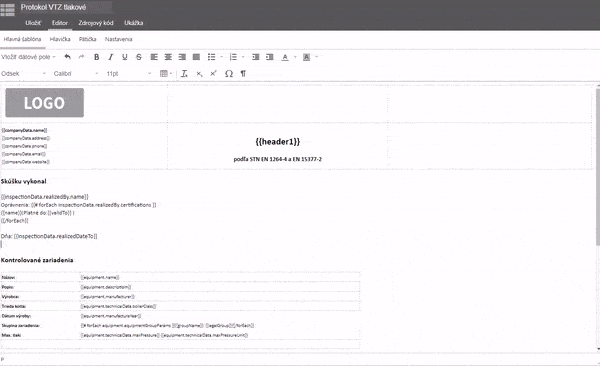 Protokol VTZ tlakové
Uložiť Editor Zdrojový kód Ukážka
Hlavná šablóna Hlavička Pätička Nastavenia
Vložiť dátové pole B I U S
Odsek Calibri 11pt
LOGO
{{companyData.name}}
{{companyData.address}}
{{companyData.phone}}
{{companyData.email}}
{{companyData.website}}
{{header1}}
podľa STN EN 1264-4 a EN 15377-2
Skúšku vykonal
{{inspectionData.realizedBy.name}}
Oprávnenia: {{# forEach inspectionData.realizedBy.certifications }}
{{name}}(Platné do:{{validTo}} )
{{/forEach}}
Dňa: {{inspectionData.realizedDateTo}}
Kontrolované zariadenia
Názov: {{equipment.name}}
Popis: {{equipment.description}}
Výrobca: {{equipment.manufacturer}}
Trieda kotla: {{equipment.technicalData.boilerClass}}
Dátum výroby: {{equipment.manufactureYear}}
Skupina zariadenia: {{# forEach equipment.equipmentGroupParams }}{{groupName}}
Max. tlak: {{equipment.technicalData.maxPressure}} {{equipment.technicalData.maxPressureUnit}}
P